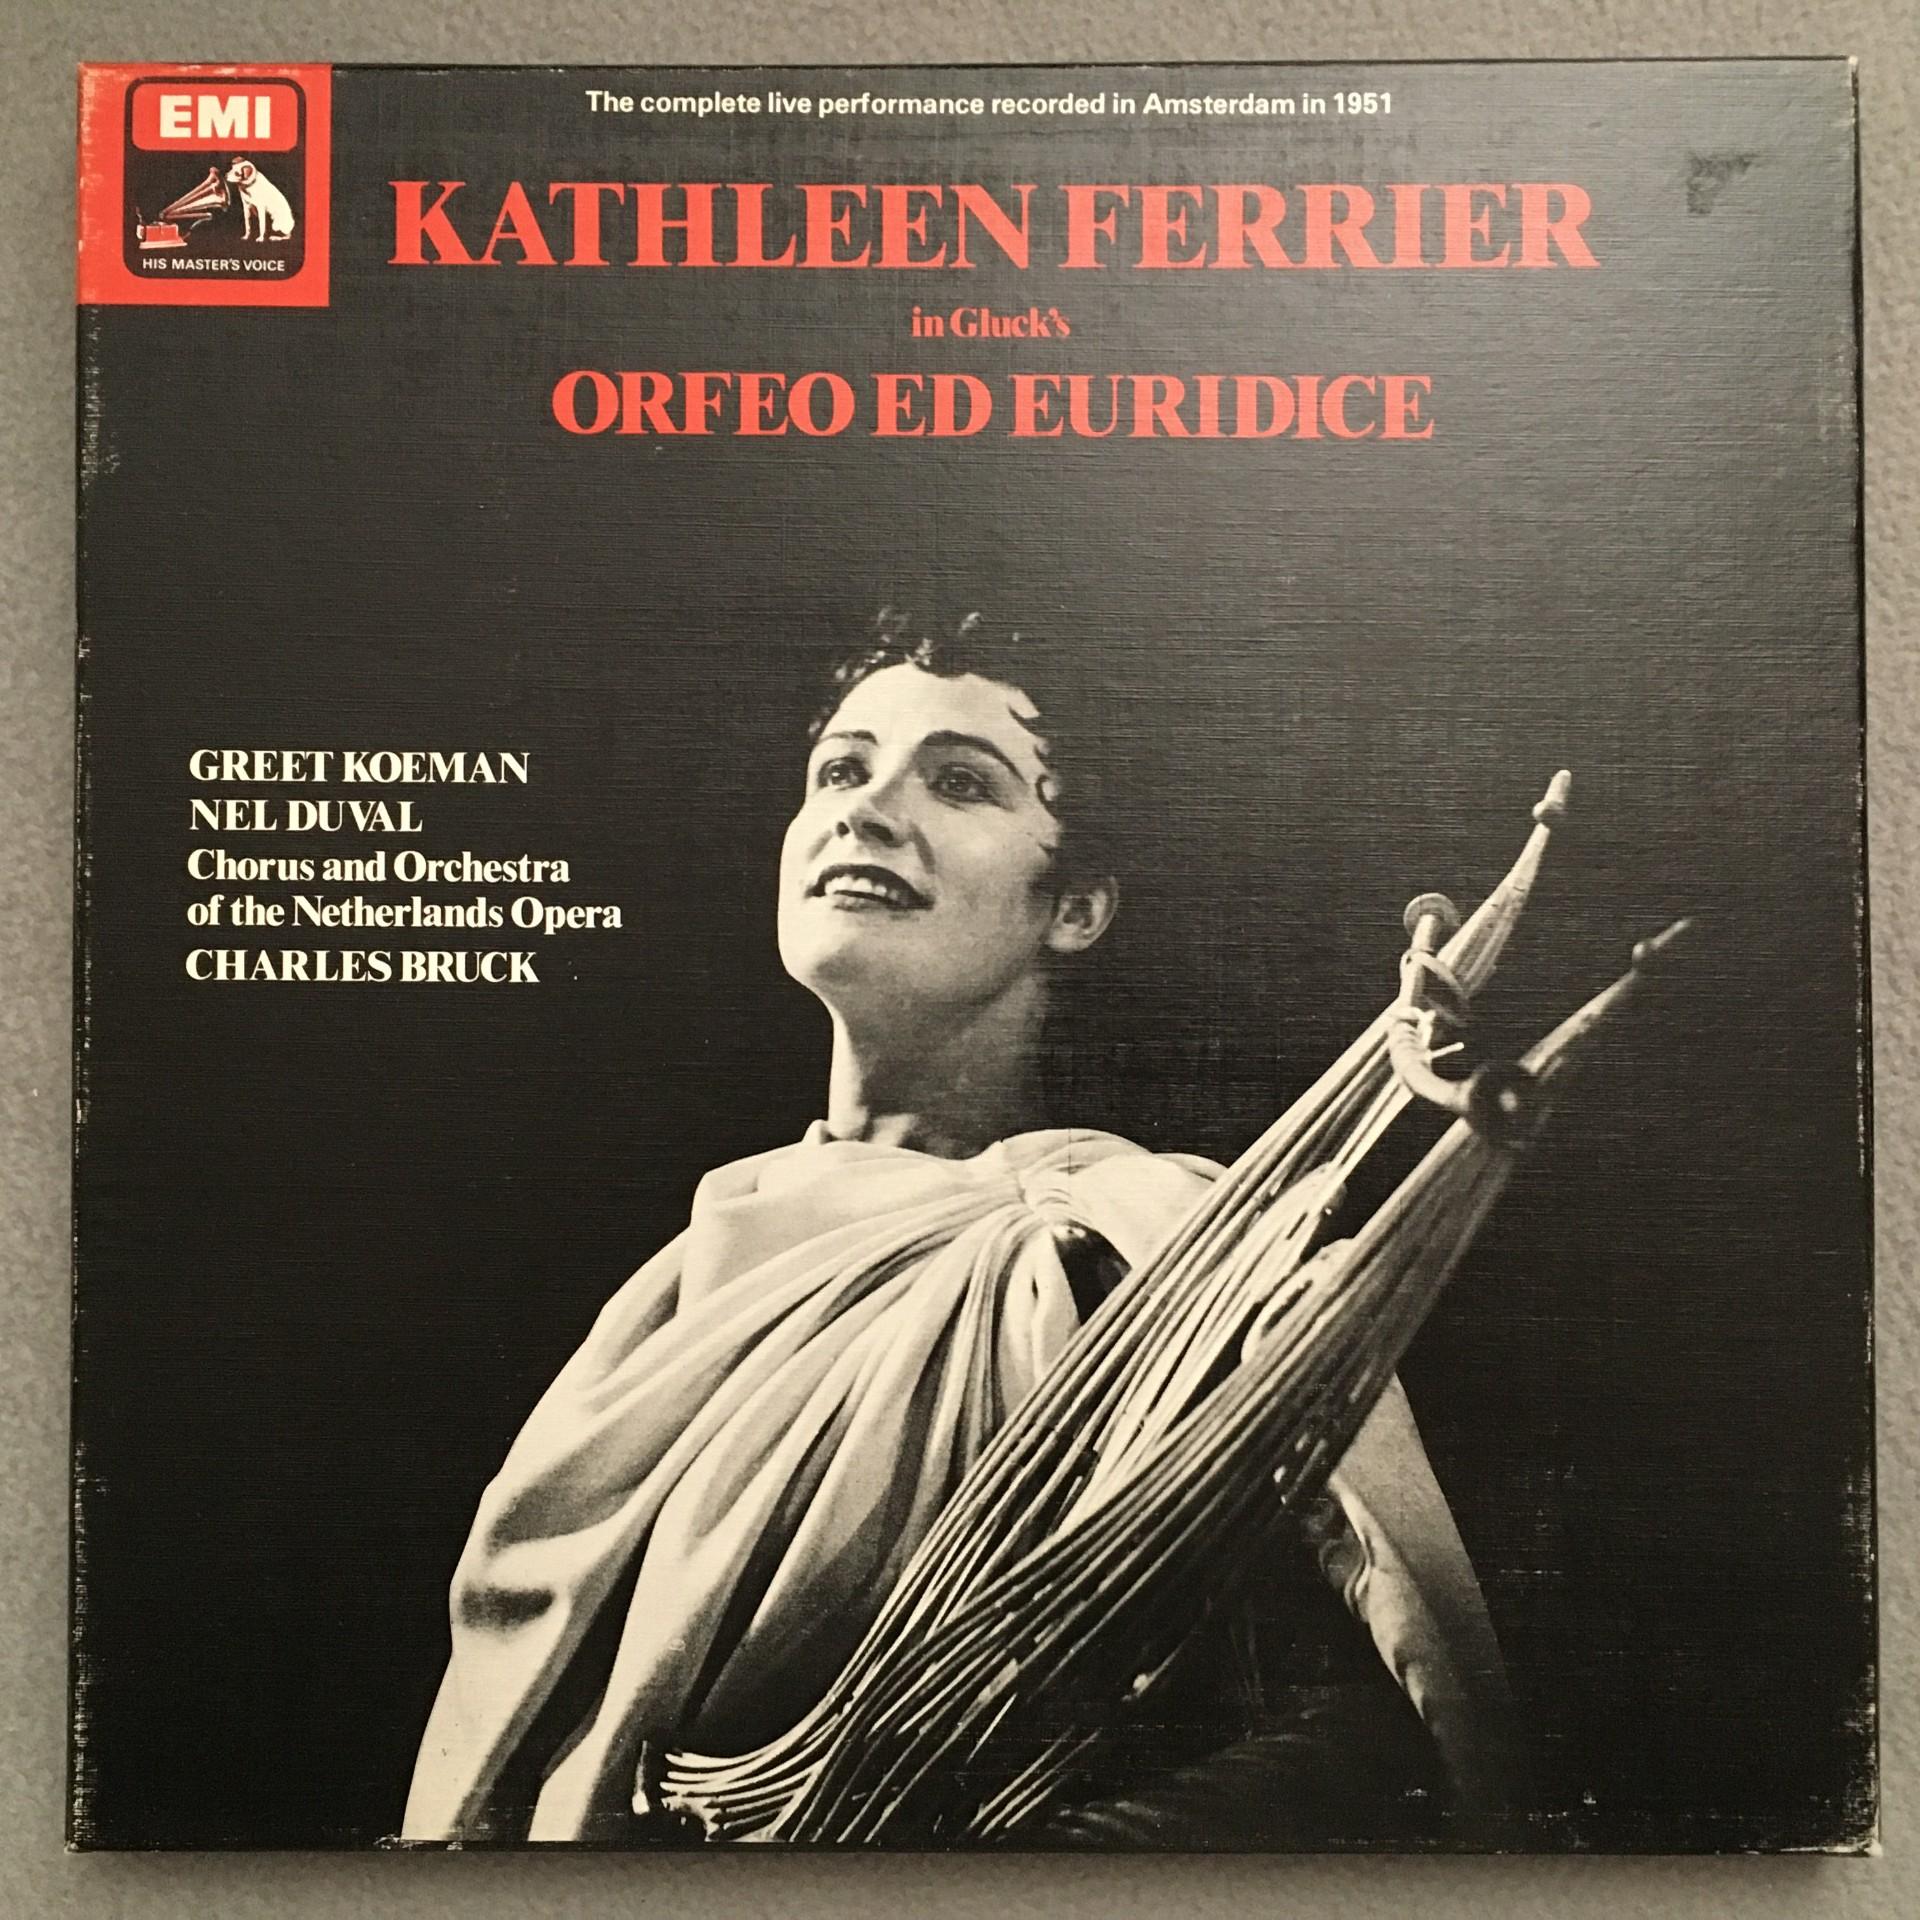 EMI
HIS MASTER'S VOICE
The complete live performance recorded in Amsterdam in 1951
KATHLEEN FERRIER
in Gluck's
ORFEO ED EURIDICE
GREET KOEMAN
NEL DUVAL
Chorus and Orchestra
of the Netherlands Opera
CHARLES BRUCK